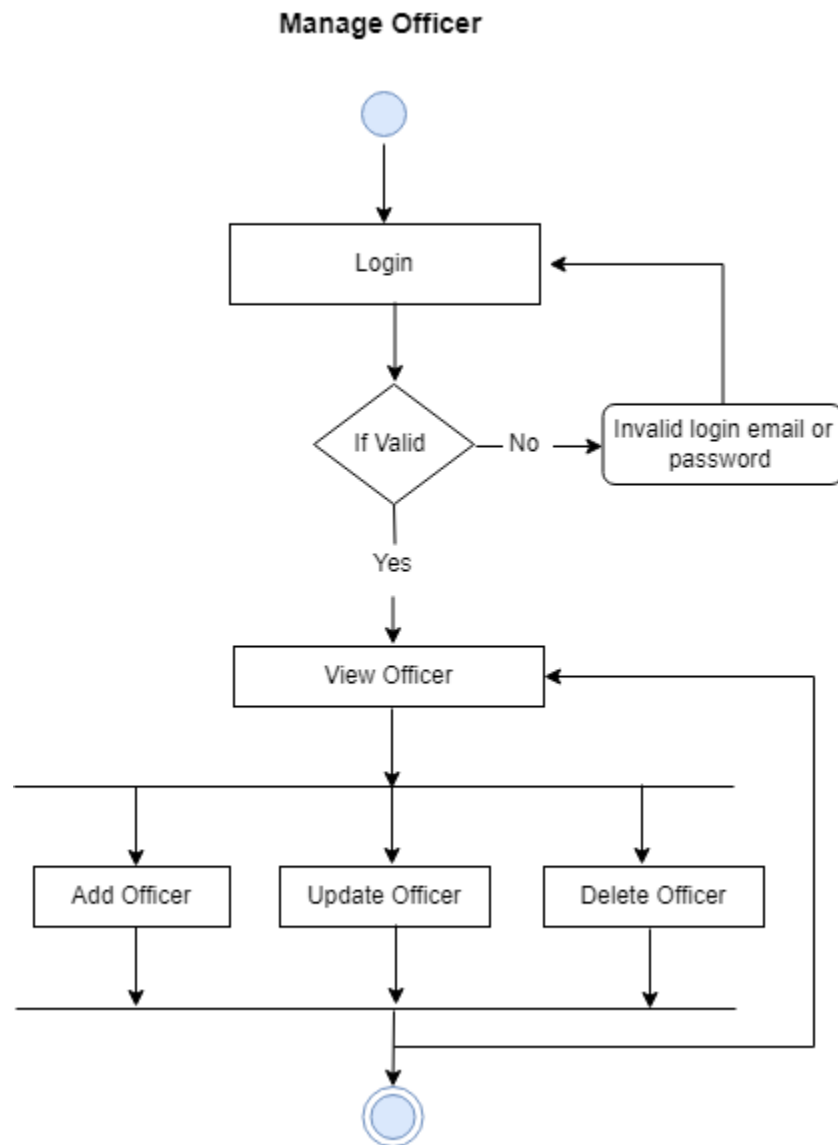 Manage Officer
Login
If Valid
No
Invalid login email or
password
Yes
View Officer
Add Officer
Update Officer
Delete Officer